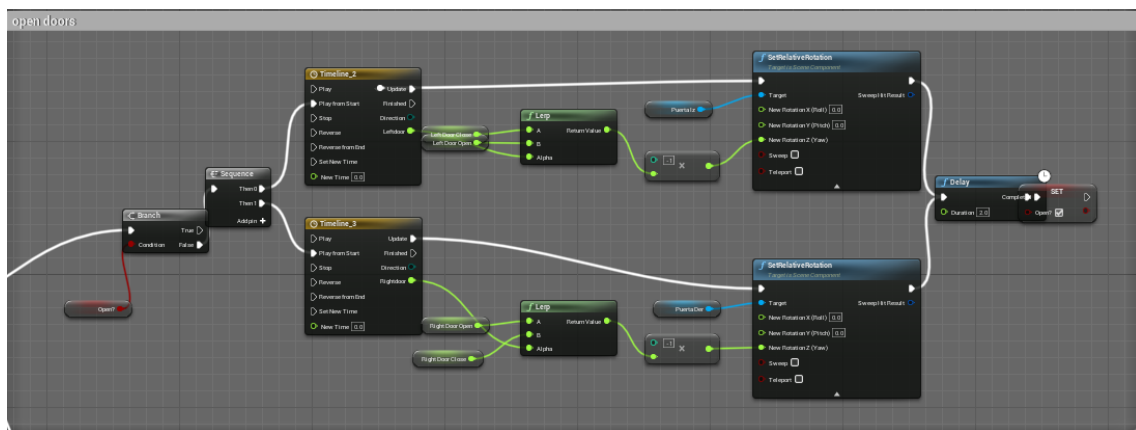 open doors
Timeline_2
Play
Update
Play from Start
Finished
Stop
Direction
Reverse
Leftdoor
Reverse from End
Set New Time
New Time 0.0
Left Door Close
Left Door Open
Lerp
A
Return Value
B
Alpha
Puerta Iz
-1
SetRelativeRotation
Target is Scene Component
Target
Sweep Hit Result
New Rotation X (Roll) 0.0
New Rotation Y (Pitch) 0.0
New Rotation Z (Yaw)
Sweep
Teleport
Sequence
Then 0
Then 1
Add pin +
Branch
True
Condition
False
Open?
Timeline_3
Play
Update
Play from Start
Finished
Stop
Direction
Reverse
Rightdoor
Reverse from End
Set New Time
New Time 0.0
Right Door Open
Right Door Close
Lerp
A
Return Value
B
Alpha
Puerta Der
-1
SetRelativeRotation
Target is Scene Component
Target
Sweep Hit Result
New Rotation X (Roll) 0.0
New Rotation Y (Pitch) 0.0
New Rotation Z (Yaw)
Sweep
Teleport
Delay
Duration 2.0
SET
Open?